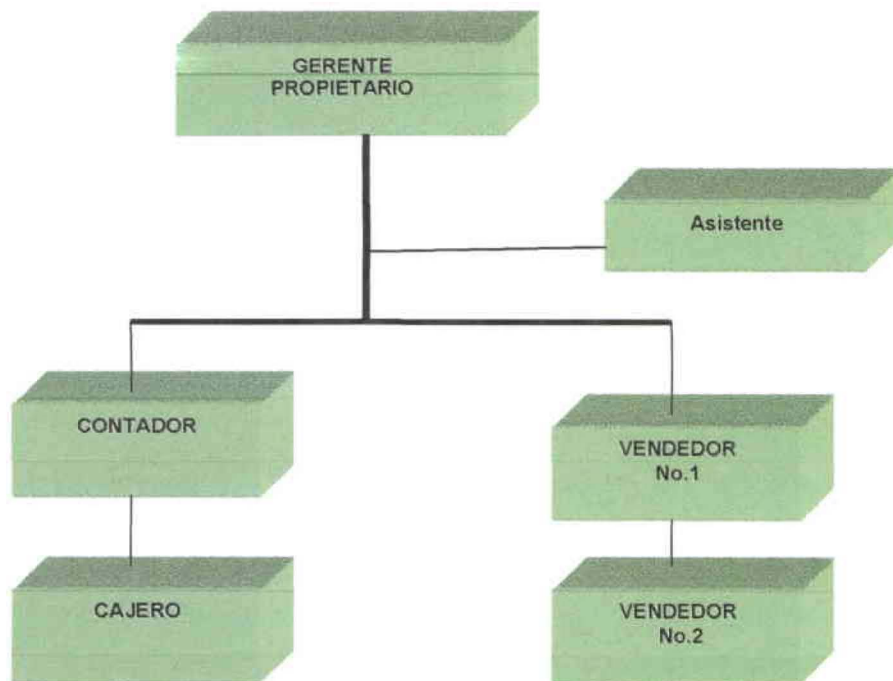 GERENTE
PROPIETARIO
Asistente
CONTADOR
VENDEDOR
No.1
CAJERO
VENDEDOR
No.2